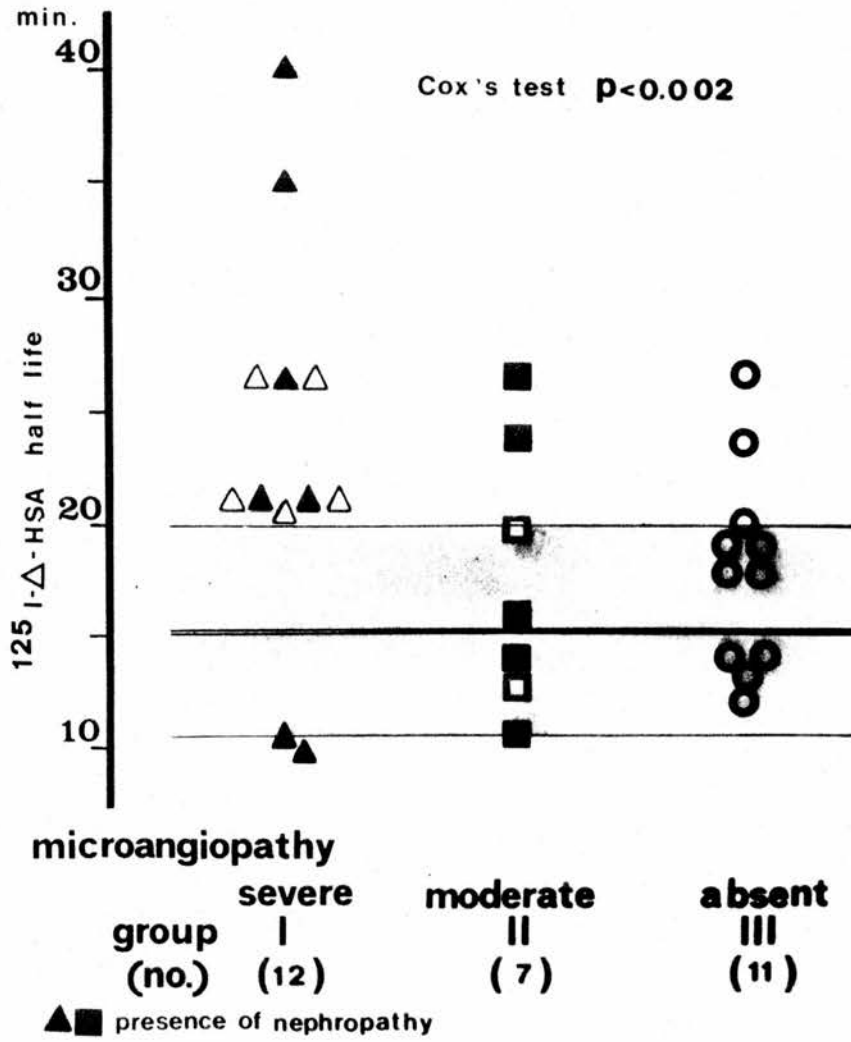 min.
40
Cox's test p<0.002
30
20
10
125I-Δ-HSA half life
microangiopathy
severe moderate absent
group I II III
(no.) (12) (7) (11)
▲■ presence of nephropathy